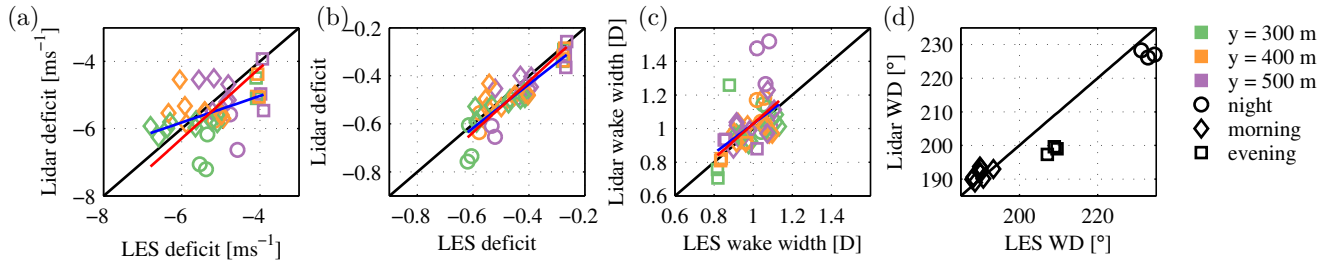 (a)
Lidar deficit [ms⁻¹]
−4
−6
−8
−8
−6
−4
LES deficit [ms⁻¹]
(b)
Lidar deficit
−0.2
−0.4
−0.6
−0.8
−0.8
−0.6
−0.4
−0.2
LES deficit
(c)
Lidar wake width [D]
1.6
1.4
1.2
1
0.8
0.6
0.6
0.8
1
1.2
1.4
LES wake width [D]
(d)
Lidar WD [°]
230
220
210
200
190
200
220
LES WD [°]
y = 300 m
y = 400 m
y = 500 m
night
morning
evening